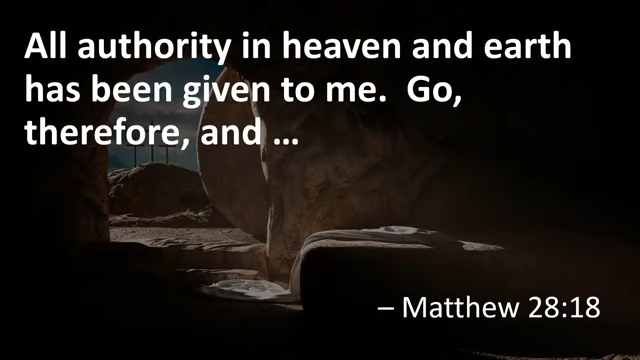 All authority in heaven and earth
has been given to me.  Go,
therefore, and …
– Matthew 28:18